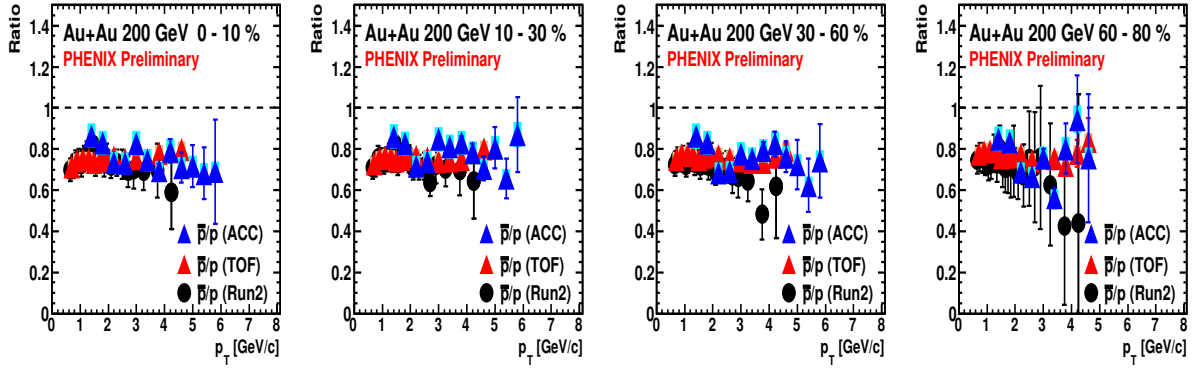 Ratio
Au+Au 200 GeV 0 - 10 %
PHENIX Preliminary
1.4
1.2
1
0.8
0.6
0.4
0.2
0
p̅/p (ACC)
p̅/p (TOF)
p̅/p (Run2)
0 1 2 3 4 5 6 7 8
p_T [GeV/c]
Ratio
Au+Au 200 GeV 10 - 30 %
PHENIX Preliminary
1.4
1.2
1
0.8
0.6
0.4
0.2
0
p̅/p (ACC)
p̅/p (TOF)
p̅/p (Run2)
0 1 2 3 4 5 6 7 8
p_T [GeV/c]
Ratio
Au+Au 200 GeV 30 - 60 %
PHENIX Preliminary
1.4
1.2
1
0.8
0.6
0.4
0.2
0
p̅/p (ACC)
p̅/p (TOF)
p̅/p (Run2)
0 1 2 3 4 5 6 7 8
p_T [GeV/c]
Ratio
Au+Au 200 GeV 60 - 80 %
PHENIX Preliminary
1.4
1.2
1
0.8
0.6
0.4
0.2
0
p̅/p (ACC)
p̅/p (TOF)
p̅/p (Run2)
0 1 2 3 4 5 6 7 8
p_T [GeV/c]